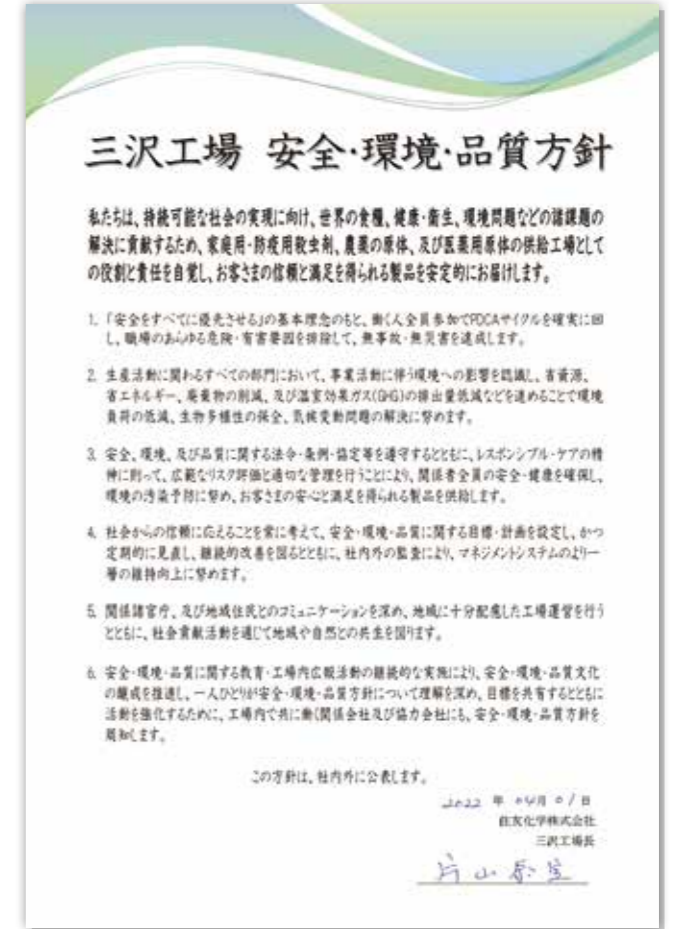 三沢工場 安全・環境・品質方針
私たちは、持続可能な社会の実現に向け、世界の食糧、健康・衛生、環境問題などの諸課題の
解決に貢献するため、家庭用・防疫用殺虫剤、農薬の原体、及び医薬用原体の供給工場として
の役割と責任を自覚し、お客さまの信頼と満足を得られる製品を安定的にお届けします。
1. 「安全をすべてに優先させる」の基本理念のもと、働く人全員参加でPDCAサイクルを確実に回
し、職場のあらゆる危険・有害要因を排除して、無事故・無災害を達成します。
2. 生産活動に関わるすべての部門において、事業活動に伴う環境への影響を認識し、省資源、
省エネルギー、廃棄物の削減、及び温室効果ガス(GHG)の排出量低減などを進めることで環境
負荷の低減、生物多様性の保全、気候変動問題の解決に努めます。
3. 安全、環境、及び品質に関する法令・条例・協定等を遵守するとともに、レスポンシブル・ケアの精
神に則って、広範なリスク評価と適切な管理を行うことにより、関係者全員の安全・健康を確保し、
環境の汚染予防に努め、お客さまの安心と満足を得られる製品を供給します。
4. 社会からの信頼に応えることを常に考えて、安全・環境・品質に関する目標・計画を設定し、かつ
定期的に見直し、継続的改善を図るとともに、社内外の監査により、マネジメントシステムのより一
層の維持向上に努めます。
5. 関係諸官庁、及び地域住民とのコミュニケーションを深め、地域に十分配慮した工場運営を行う
とともに、社会貢献活動を通じて地域や自然との共生を図ります。
6. 安全・環境・品質に関する教育・工場内広報活動の継続的な実施により、安全・環境・品質文化
の醸成を推進し、一人ひとりが安全・環境・品質方針について理解を深め、目標を共有するとともに
活動を強化するために、工場内で共に働く関係会社及び協力会社にも、安全・環境・品質方針を
周知します。
この方針は、社内外に公表します。
2022 年 04月 01日
住友化学株式会社
三沢工場長
片山